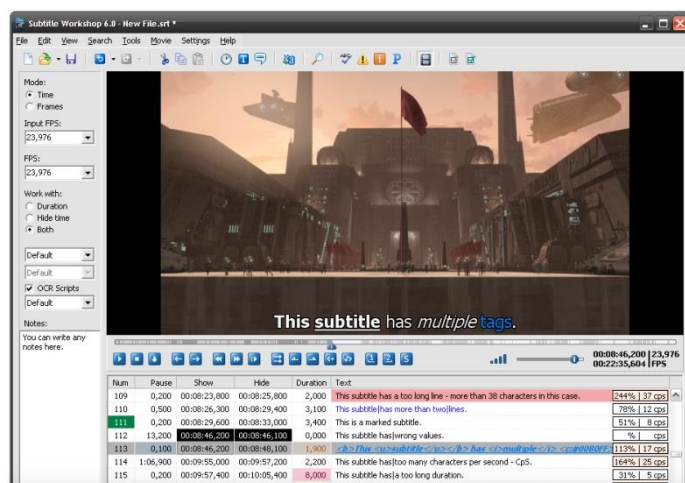 Subtitle Workshop 6.0 - New File.srt *
File Edit View Search Tools Movie Settings Help
Mode:
Time
Frames
Input FPS:
23,976
FPS:
23,976
Work with:
Duration
Hide time
Both
Default
Default
OCR Scripts
Default
Notes:
You can write any
notes here.
This subtitle has multiple tags.
00:08:46,200 23,976
00:22:35,604 FPS
Num Pause Show Hide Duration Text
109 0,200 00:08:23,800 00:08:25,800 2,000 This subtitle has a too long line - more than 38 characters in this case. 244% 37 cps
110 0,500 00:08:26,300 00:08:29,400 3,100 This subtitle|has more than two|lines. 78% 12 cps
111 0,200 00:08:29,600 00:08:33,000 3,400 This is a marked subtitle. 51% 8 cps
112 13,200 00:08:46,200 00:08:46,100 0,000 This subtitle has|wrong values. % cps
113 0,100 00:08:46,200 00:08:48,100 1,900 <b>This <u>subtitle</u></b> has <i>multiple</i> <c:#00B0FF> 113% 17 cps
114 1:06,900 00:09:55,000 00:09:57,200 2,200 This subtitle has|too many characters per second - CpS. 164% 25 cps
115 0,200 00:09:57,400 00:10:05,400 8,000 This subtitle has|a too long duration. 31% 5 cps